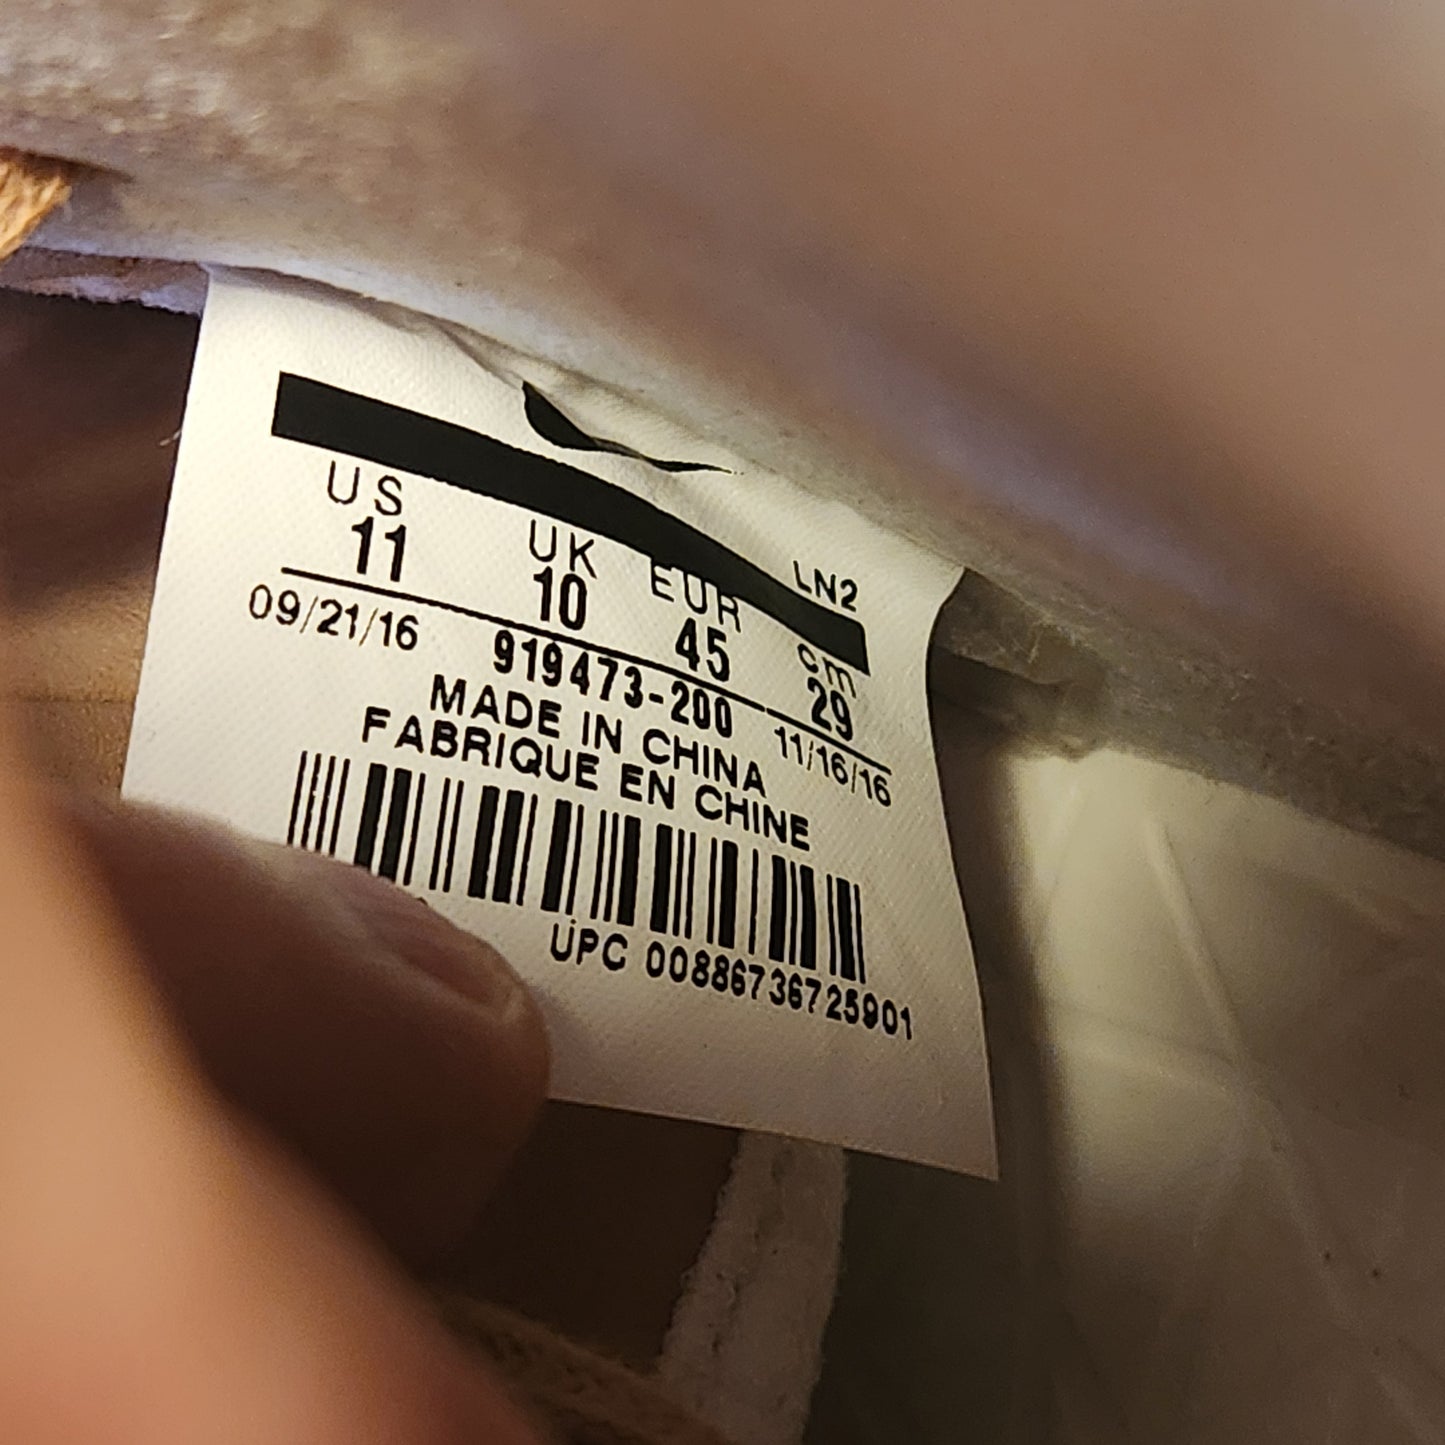 LN2
US UK EUR cm
11 10 45 29
09/21/16 919473-200 11/16/16
MADE IN CHINA
FABRIQUE EN CHINE
UPC 00886736725901